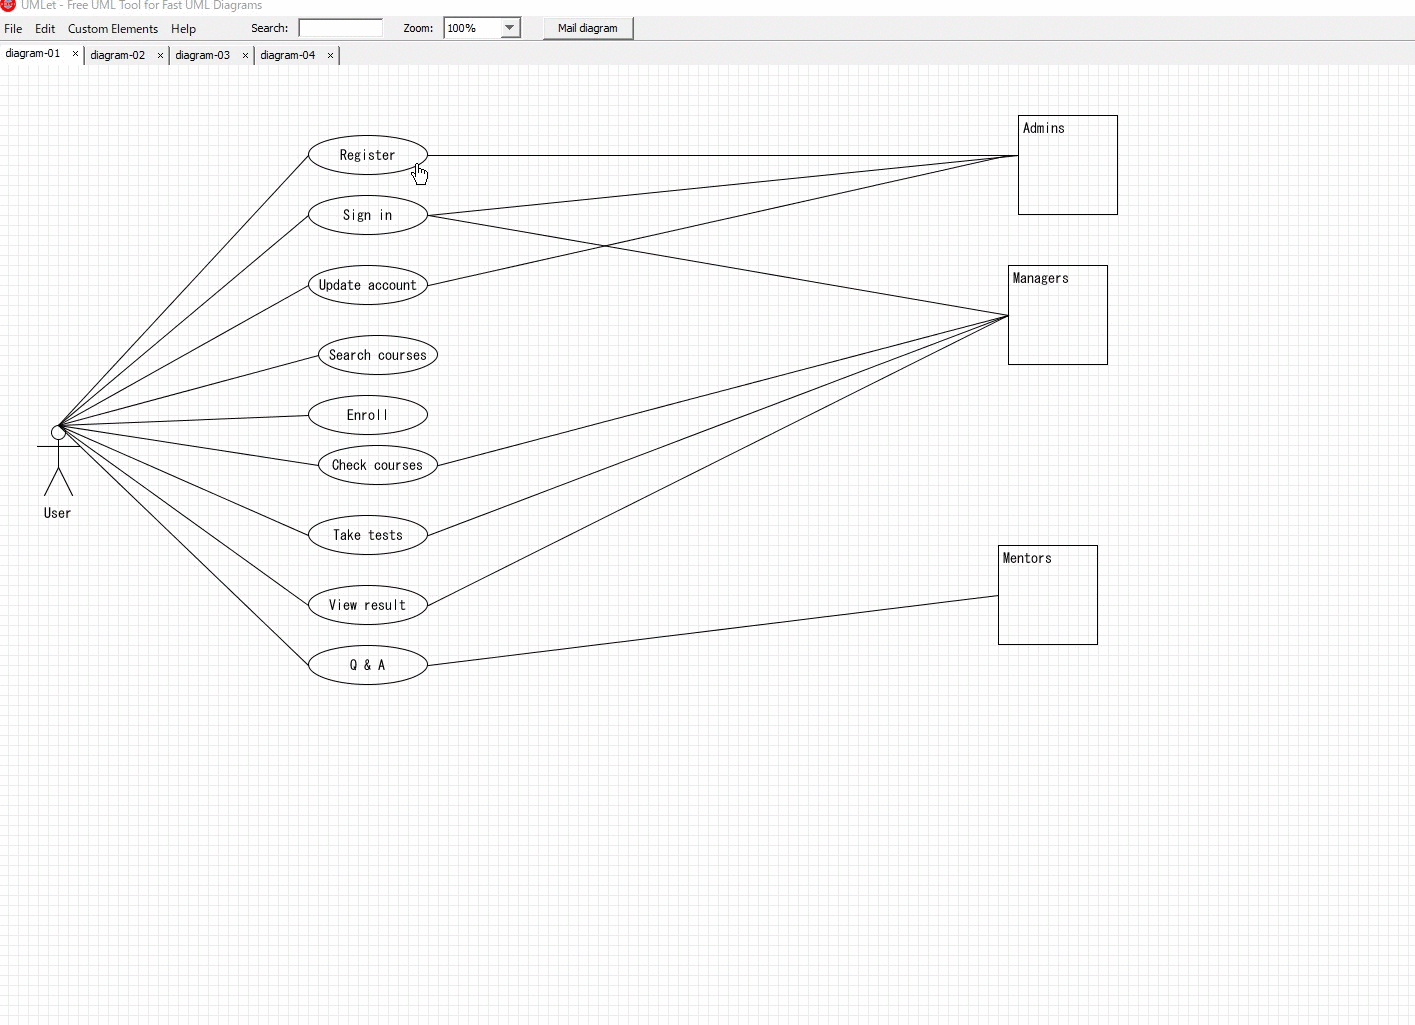 UMLet - Free UML Tool for Fast UML Diagrams
File Edit Custom Elements Help Search: Zoom: 100% Mail diagram
diagram-01 × diagram-02 × diagram-03 × diagram-04 ×
Admins
Register
Sign in
Managers
Update account
Search courses
Enroll
Check courses
User
Take tests
Mentors
View result
Q & A